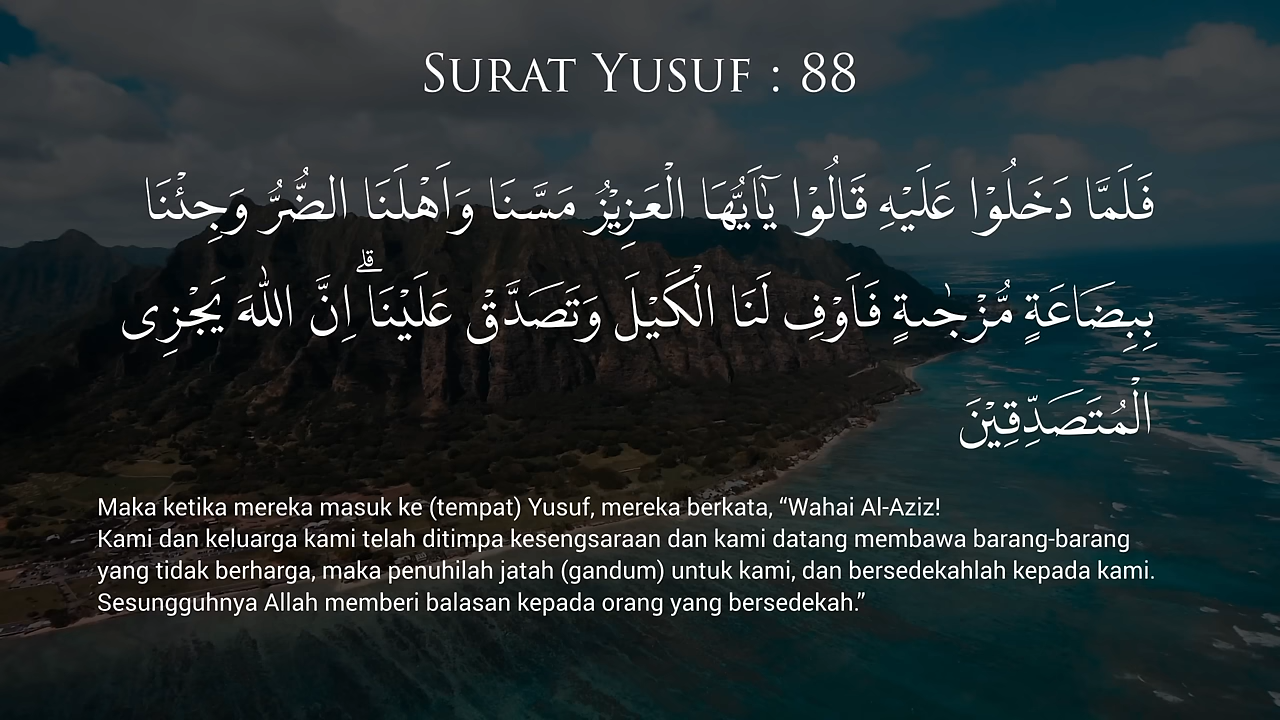 SURAT YUSUF : 88
فَلَمَّا دَخَلُوْا عَلَيْهِ قَالُوْا يٰٓاَيُّهَا الْعَزِيْزُ مَسَّنَا وَاَهْلَنَا الضُّرُّ وَجِئْنَا
بِبِضَاعَةٍ مُّزْجٰىةٍ فَاَوْفِ لَنَا الْكَيْلَ وَتَصَدَّقْ عَلَيْنَاۗ اِنَّ اللّٰهَ يَجْزِى
الْمُتَصَدِّقِيْنَ
Maka ketika mereka masuk ke (tempat) Yusuf, mereka berkata, “Wahai Al-Aziz!
Kami dan keluarga kami telah ditimpa kesengsaraan dan kami datang membawa barang-barang
yang tidak berharga, maka penuhilah jatah (gandum) untuk kami, dan bersedekahlah kepada kami.
Sesungguhnya Allah memberi balasan kepada orang yang bersedekah.”